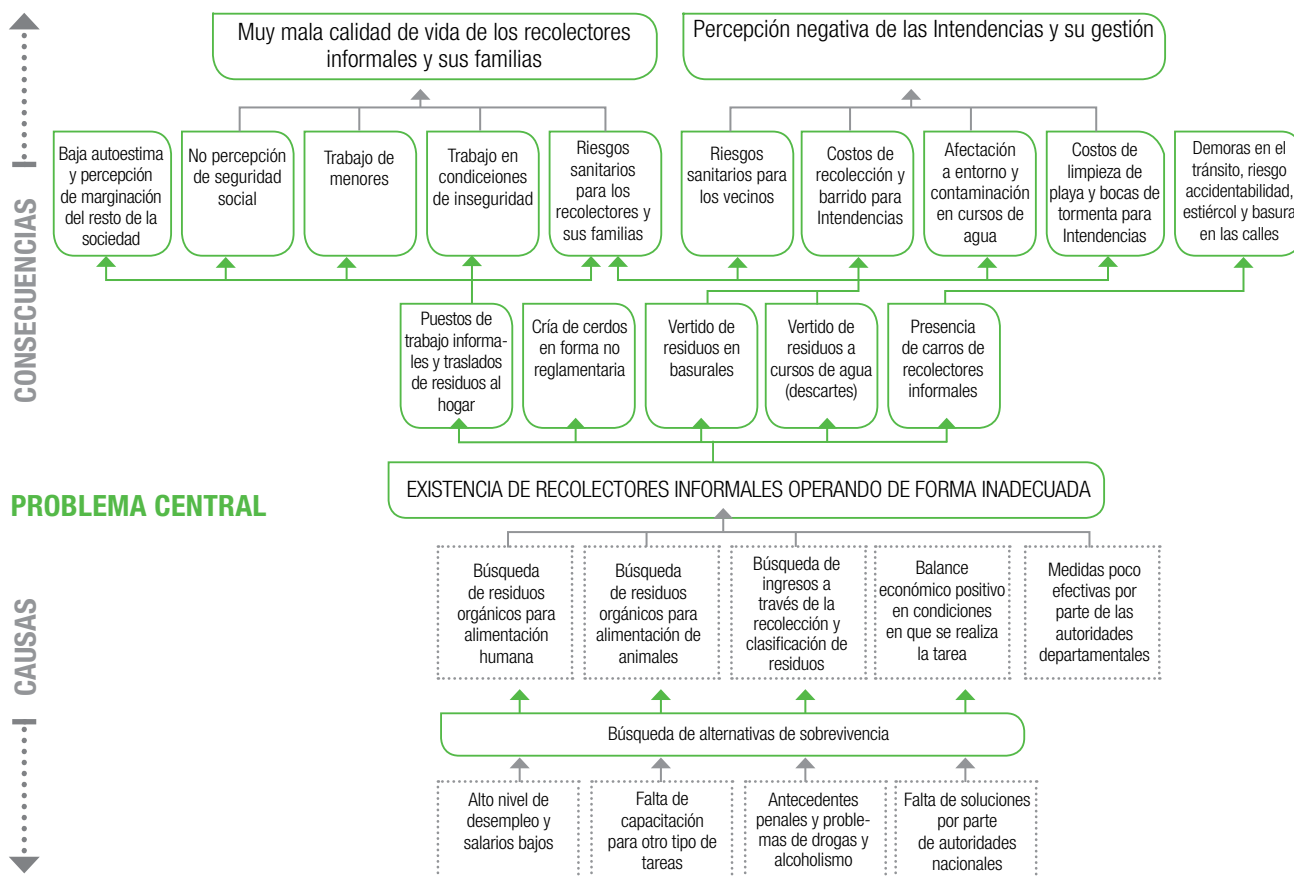 Muy mala calidad de vida de los recolectores
informales y sus familias
Percepción negativa de las Intendencias y su gestión
Baja autoestima
y percepción de
marginación
del resto de la
sociedad
No percepción
de seguridad
social
Trabajo de
menores
Trabajo en
condiceiones
de inseguridad
Riesgos
sanitarios
para los
recolectores y
sus familias
Riesgos
sanitarios para
los vecinos
Costos de
recolección y
barrido para
Intendencias
Afectación
a entorno y
contaminación
en cursos de
agua
Costos de
limpieza de
playa y bocas de
tormenta para
Intendencias
Demoras en el
tránsito, riesgo
accidentabilidad,
estiércol y basura
en las calles
CONSECUENCIAS
Puestos de
trabajo informa-
les y traslados
de residuos al
hogar
Cría de cerdos
en forma no
reglamentaria
Vertido de
residuos en
basurales
Vertido de
residuos a
cursos de agua
(descartes)
Presencia
de carros de
recolectores
informales
PROBLEMA CENTRAL
EXISTENCIA DE RECOLECTORES INFORMALES OPERANDO DE FORMA INADECUADA
CAUSAS
Búsqueda
de residuos
orgánicos para
alimentación
humana
Búsqueda
de residuos
orgánicos para
alimentación de
animales
Búsqueda de
ingresos a
través de la
recolección y
clasificación de
residuos
Balance
económico positivo
en condiciones
en que se realiza
la tarea
Medidas poco
efectivas por
parte de las
autoridades
departamentales
Búsqueda de alternativas de sobrevivencia
Alto nivel de
desempleo y
salarios bajos
Falta de
capacitación
para otro tipo de
tareas
Antecedentes
penales y proble-
mas de drogas y
alcoholismo
Falta de soluciones
por parte
de autoridades
nacionales